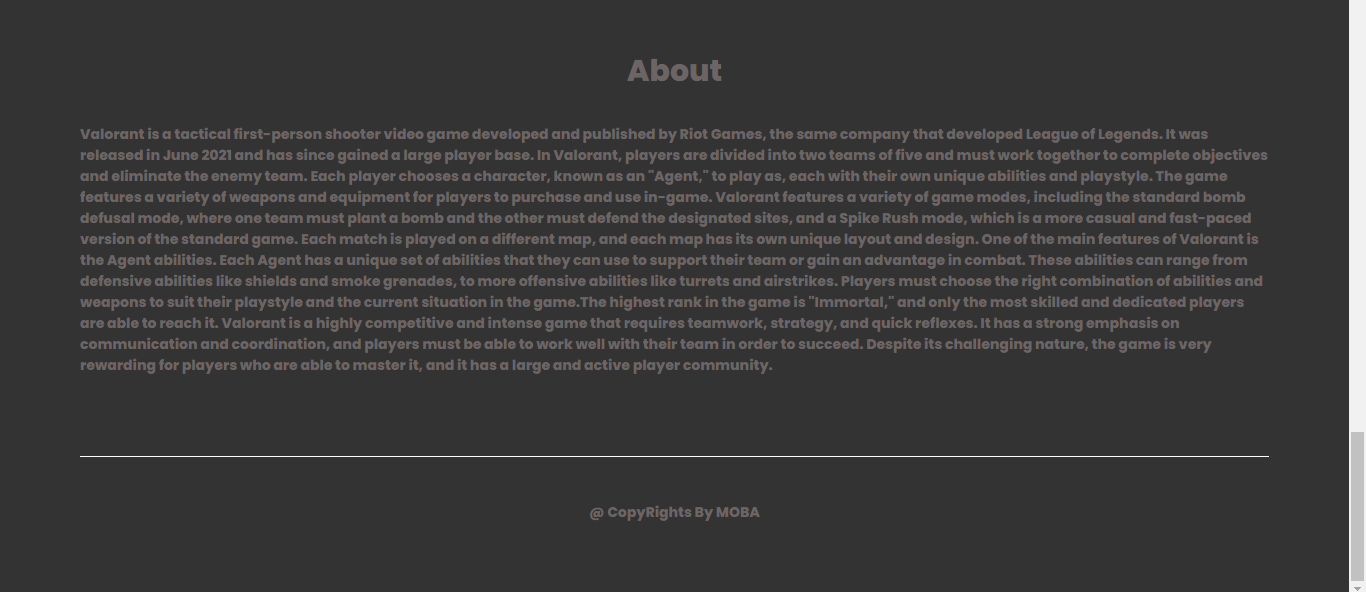 About
Valorant is a tactical first-person shooter video game developed and published by Riot Games, the same company that developed League of Legends. It was
released in June 2021 and has since gained a large player base. In Valorant, players are divided into two teams of five and must work together to complete objectives
and eliminate the enemy team. Each player chooses a character, known as an "Agent," to play as, each with their own unique abilities and playstyle. The game
features a variety of weapons and equipment for players to purchase and use in-game. Valorant features a variety of game modes, including the standard bomb
defusal mode, where one team must plant a bomb and the other must defend the designated sites, and a Spike Rush mode, which is a more casual and fast-paced
version of the standard game. Each match is played on a different map, and each map has its own unique layout and design. One of the main features of Valorant is
the Agent abilities. Each Agent has a unique set of abilities that they can use to support their team or gain an advantage in combat. These abilities can range from
defensive abilities like shields and smoke grenades, to more offensive abilities like turrets and airstrikes. Players must choose the right combination of abilities and
weapons to suit their playstyle and the current situation in the game.The highest rank in the game is "Immortal," and only the most skilled and dedicated players
are able to reach it. Valorant is a highly competitive and intense game that requires teamwork, strategy, and quick reflexes. It has a strong emphasis on
communication and coordination, and players must be able to work well with their team in order to succeed. Despite its challenging nature, the game is very
rewarding for players who are able to master it, and it has a large and active player community.
@ CopyRights By MOBA